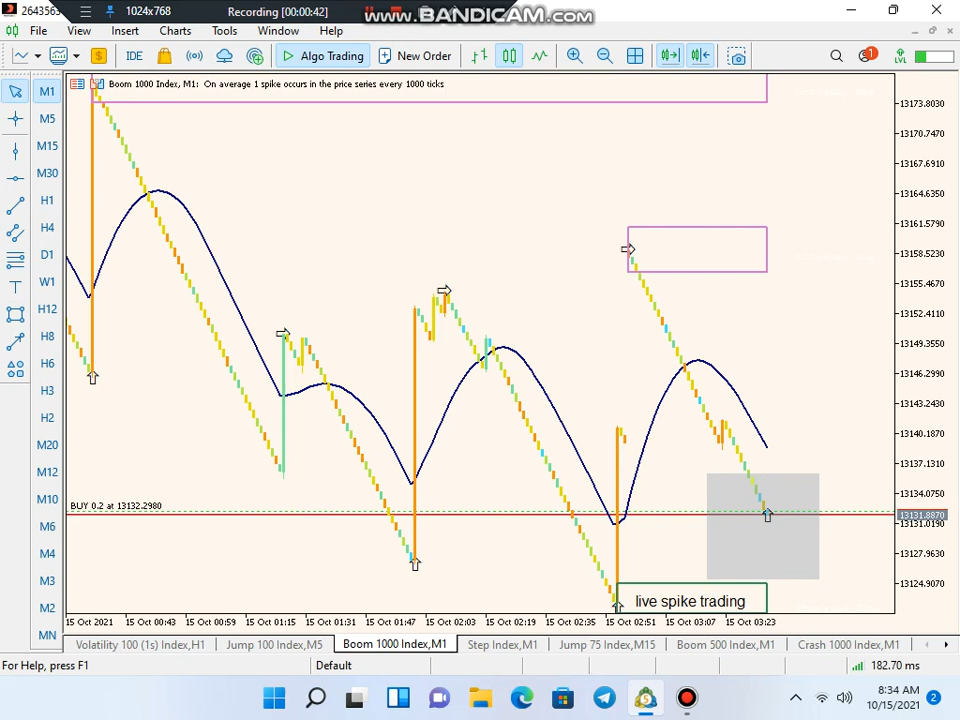 2643563
1024x768
Recording [00:00:42]
www.BANDICAM.com
File View Insert Charts Tools Window Help
IDE
Algo Trading
New Order
1
LVL
M1
M5
M15
M30
H1
H4
D1
W1
H12
H8
H6
H3
H2
M20
M12
M10
M6
M4
M3
M2
MN
Boom 1000 Index, M1: On average 1 spike occurs in the price series every 1000 ticks
13173.8030
13170.7470
13167.6910
13164.6350
13161.5790
13158.5230
13155.4670
13152.4110
13149.3550
13146.2990
13143.2430
13140.1870
13137.1310
13134.0750
13131.8870
13131.0190
13127.9630
13124.9070
BUY 0.2 at 13132.2980
live spike trading
15 Oct 2021 15 Oct 00:43 15 Oct 00:59 15 Oct 01:15 15 Oct 01:31 15 Oct 01:47 15 Oct 02:03 15 Oct 02:19 15 Oct 02:35 15 Oct 02:51 15 Oct 03:07 15 Oct 03:23
Volatility 100 (1s) Index,H1 Jump 100 Index,M5 Boom 1000 Index,M1 Step Index,M1 Jump 75 Index,M15 Boom 500 Index,M1 Crash 1000 Index,M1
For Help, press F1
Default
182.70 ms
8:34 AM
10/15/2021
2